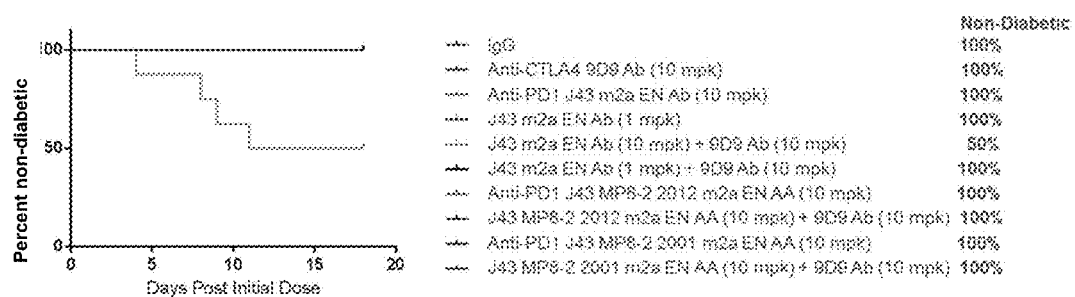 Non-Diabetic
IgG 100%
Anti-CTLA4 9D9 Ab (10 mpk) 100%
Anti-PD1 J43 m2a EN Ab (10 mpk) 100%
J43 m2a EN Ab (1 mpk) 100%
J43 m2a EN Ab (10 mpk) + 9D9 Ab (10 mpk) 50%
J43 m2a EN Ab (1 mpk) + 9D9 Ab (10 mpk) 100%
Anti-PD1 J43 MP8-2 2012 m2a EN AA (10 mpk) 100%
J43 MP8-2 2012 m2a EN AA (10 mpk) + 9D9 Ab (10 mpk) 100%
Anti-PD1 J43 MP8-2 2001 m2a EN AA (10 mpk) 100%
J43 MP8-2 2001 m2a EN AA (10 mpk) + 9D9 Ab (10 mpk) 100%
Percent non-diabetic
100
50
0
0 5 10 15 20
Days Post Initial Dose